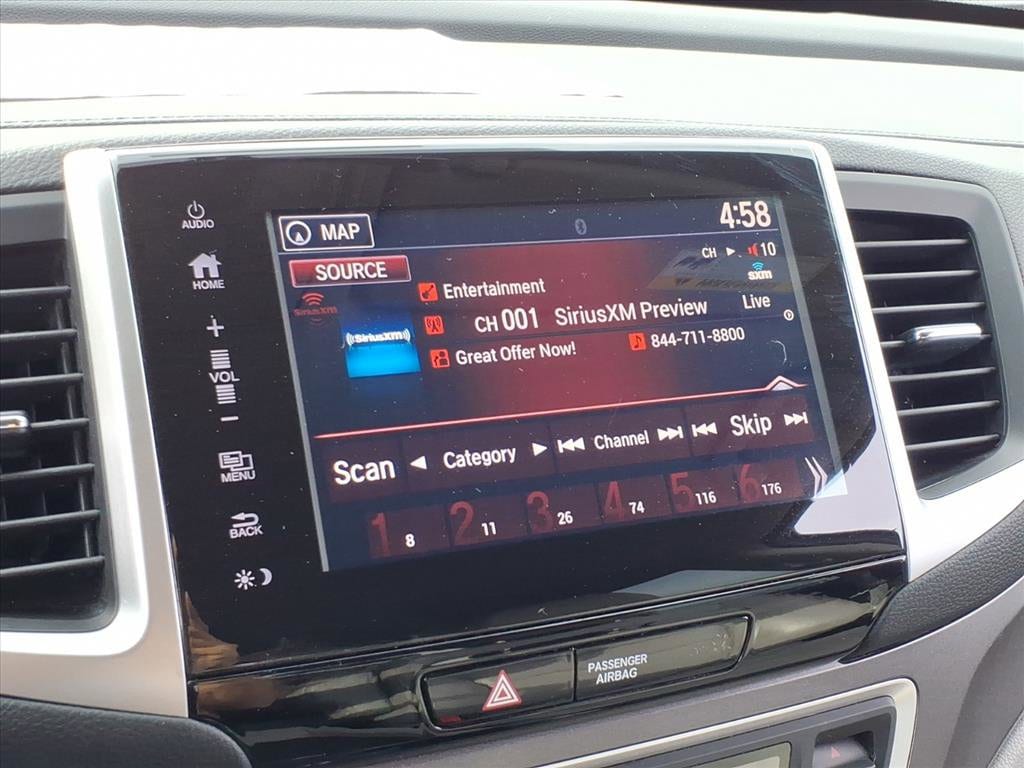 AUDIO
MAP
4:58
SOURCE
CH 10
sxm
HOME
SiriusXM
Entertainment
((SiriusXM))
CH 001 SiriusXM Preview
Live
+
VOL
-
Great Offer Now!
844-711-8800
MENU
Scan
Category
Channel
Skip
BACK
1 8
2 11
3 26
4 74
5 116
6 176
PASSENGER
AIRBAG